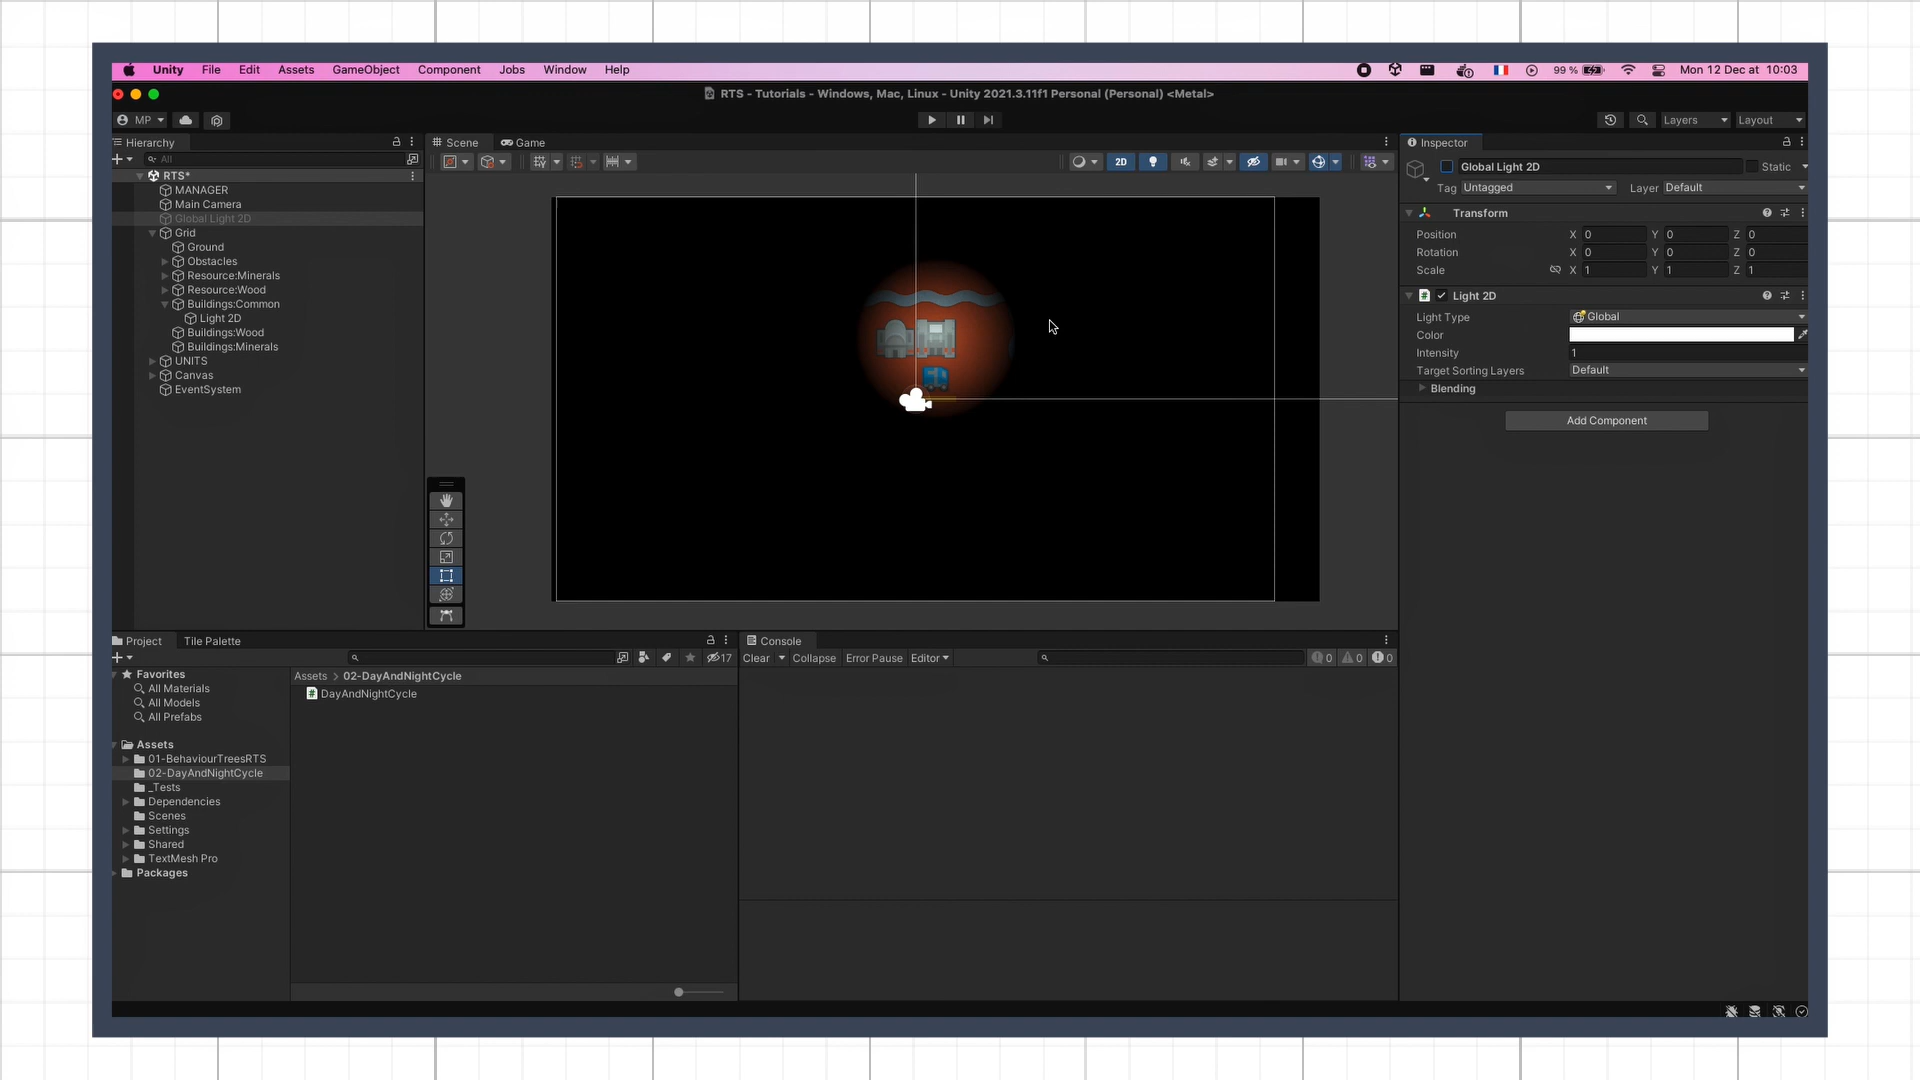 Unity File Edit Assets GameObject Component Jobs Window Help 99 % Mon 12 Dec at 10:03
RTS - Tutorials - Windows, Mac, Linux - Unity 2021.3.11f1 Personal (Personal) <Metal>
MP Layers Layout
Hierarchy
All
RTS*
MANAGER
Main Camera
Global Light 2D
Grid
Ground
Obstacles
Resource:Minerals
Resource:Wood
Buildings:Common
Light 2D
Buildings:Wood
Buildings:Minerals
UNITS
Canvas
EventSystem
Scene Game
2D
Inspector
Global Light 2D Static
Tag Untagged Layer Default
Transform
Position X 0 Y 0 Z 0
Rotation X 0 Y 0 Z 0
Scale X 1 Y 1 Z 1
Light 2D
Light Type Global
Color
Intensity 1
Target Sorting Layers Default
Blending
Add Component
Project Tile Palette
17
Favorites
All Materials
All Models
All Prefabs
Assets
01-BehaviourTreesRTS
02-DayAndNightCycle
_Tests
Dependencies
Scenes
Settings
Shared
TextMesh Pro
Packages
Assets > 02-DayAndNightCycle
DayAndNightCycle
Console
Clear Collapse Error Pause Editor 0 0 0